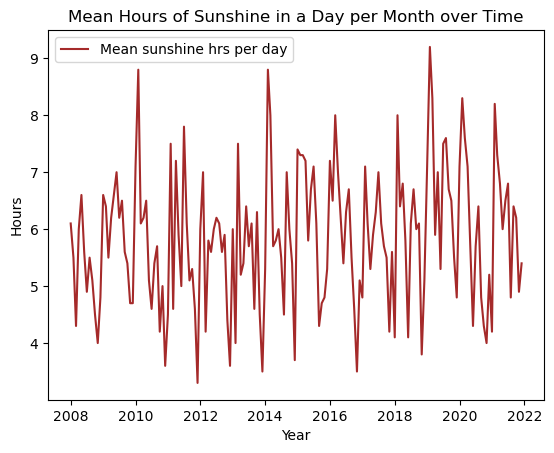 Mean Hours of Sunshine in a Day per Month over Time
Mean sunshine hrs per day
9
8
7
6
5
4
Hours
2008 2010 2012 2014 2016 2018 2020 2022
Year